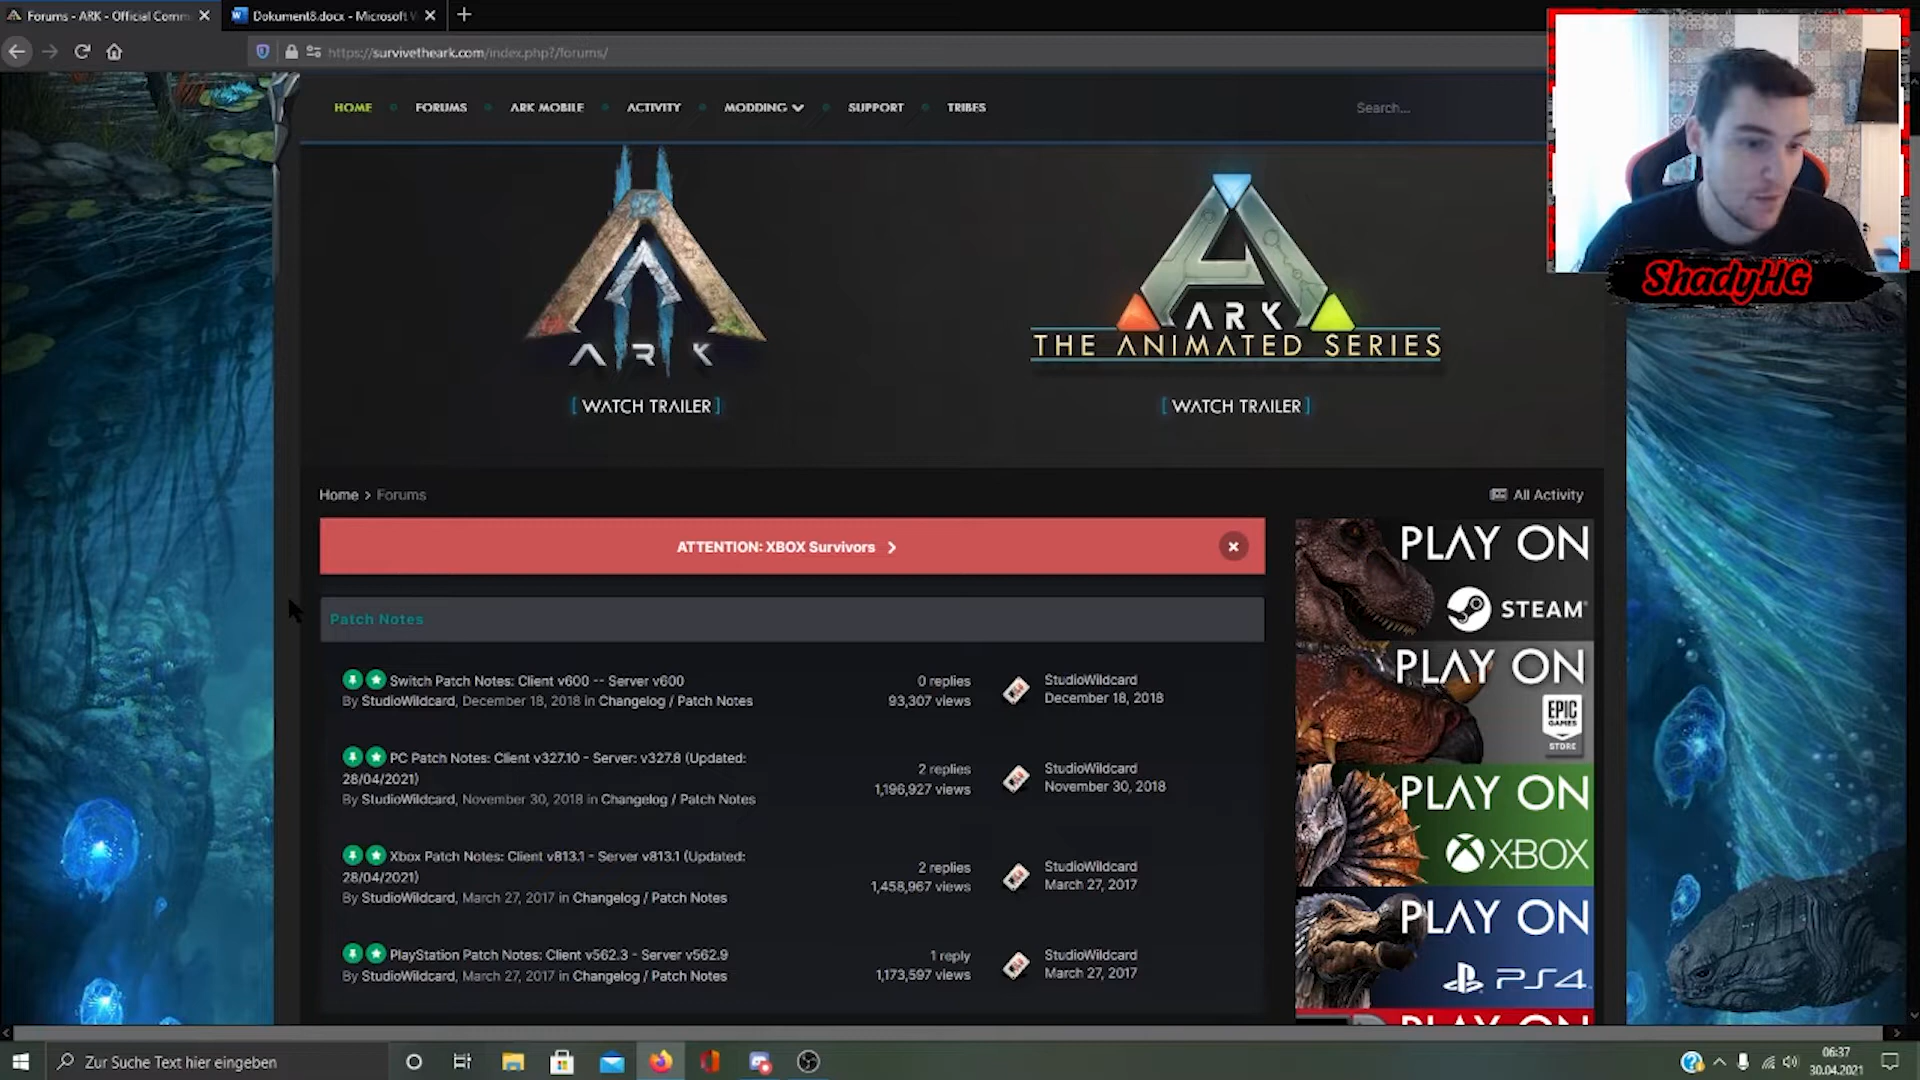 Forums - ARK - Official Comm
Dokument8.docx - Microsoft W
https://survivetheark.com/index.php?/forums/
HOME
FORUMS
ARK MOBILE
ACTIVITY
MODDING
SUPPORT
TRIBES
Search...
ShadyHG
ARK
[ WATCH TRAILER ]
ARK
THE ANIMATED SERIES
[ WATCH TRAILER ]
Home > Forums
All Activity
ATTENTION: XBOX Survivors
Patch Notes
Switch Patch Notes: Client v600 -- Server v600
By StudioWildcard, December 18, 2018 in Changelog / Patch Notes
0 replies
93,307 views
StudioWildcard
December 18, 2018
PC Patch Notes: Client v327.10 - Server: v327.8 (Updated:
28/04/2021)
By StudioWildcard, November 30, 2018 in Changelog / Patch Notes
2 replies
1,196,927 views
StudioWildcard
November 30, 2018
Xbox Patch Notes: Client v813.1 - Server v813.1 (Updated:
28/04/2021)
By StudioWildcard, March 27, 2017 in Changelog / Patch Notes
2 replies
1,458,967 views
StudioWildcard
March 27, 2017
PlayStation Patch Notes: Client v562.3 - Server v562.9
By StudioWildcard, March 27, 2017 in Changelog / Patch Notes
1 reply
1,173,597 views
StudioWildcard
March 27, 2017
PLAY ON
STEAM
PLAY ON
EPIC
GAMES
STORE
PLAY ON
XBOX
PLAY ON
PS4
PLAY ON
Zur Suche Text hier eingeben
06:37
30.04.2021